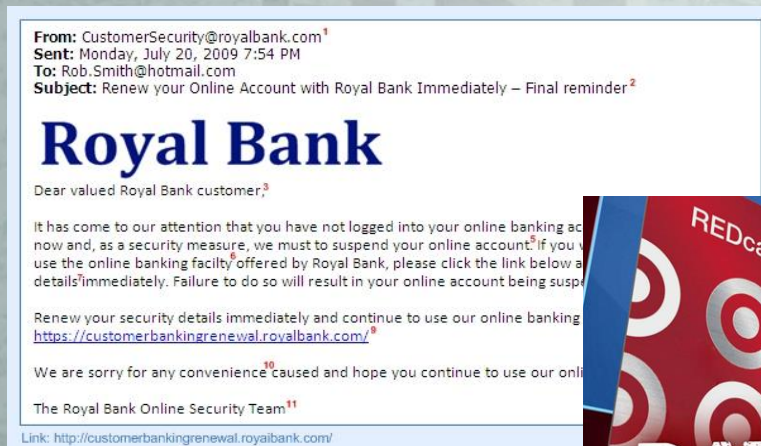 From: CustomerSecurity@royalbank.com1
Sent: Monday, July 20, 2009 7:54 PM
To: Rob.Smith@hotmail.com
Subject: Renew your Online Account with Royal Bank Immediately – Final reminder2
Royal Bank
Dear valued Royal Bank customer,3
It has come to our attention that you have not logged into your online banking
now and, as a security measure, we must to suspend your online account.5 If you
use the online banking facilty6 offered by Royal Bank, please click the link below
details7 immediately. Failure to do so will result in your online account being
Renew your security details immediately and continue to use our online banking
https://customerbankingrenewal.royalbank.com/9
We are sorry for any convenience10 caused and hope you continue to use our
The Royal Bank Online Security Team11
Link: http://customerbankingrenewal.royaibank.com/